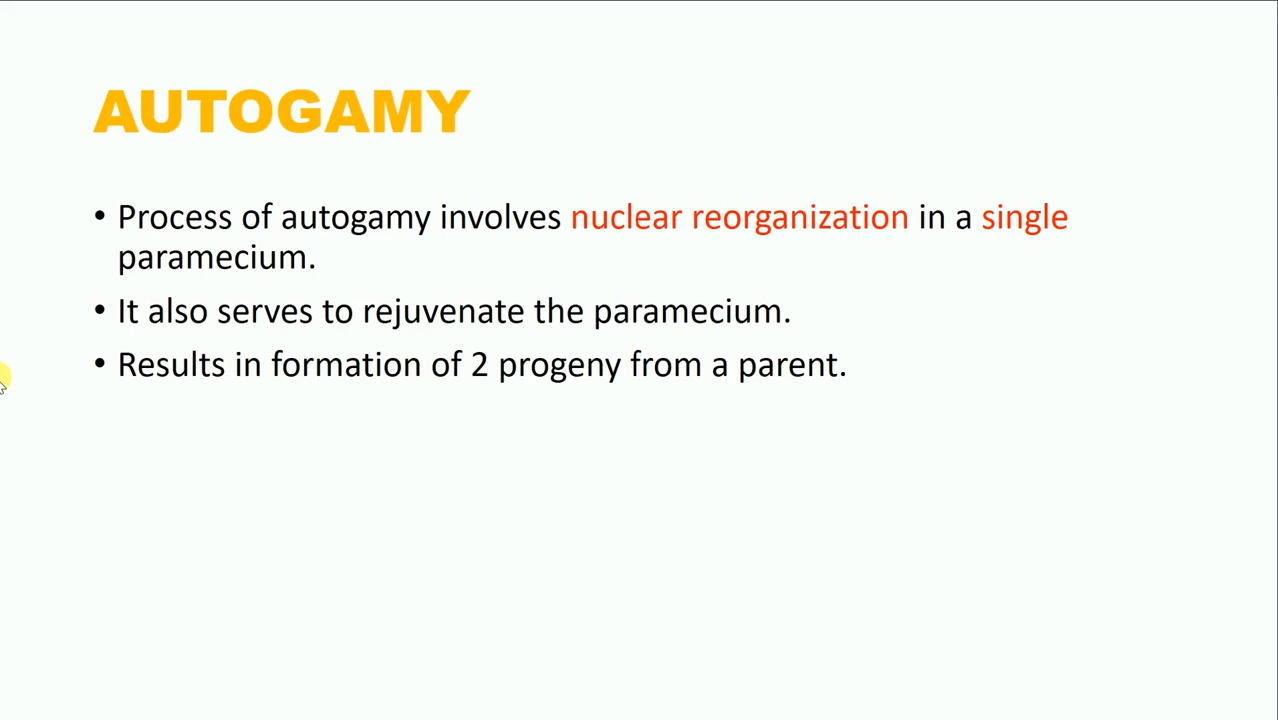 AUTOGAMY
• Process of autogamy involves nuclear reorganization in a single
paramecium.
• It also serves to rejuvenate the paramecium.
• Results in formation of 2 progeny from a parent.